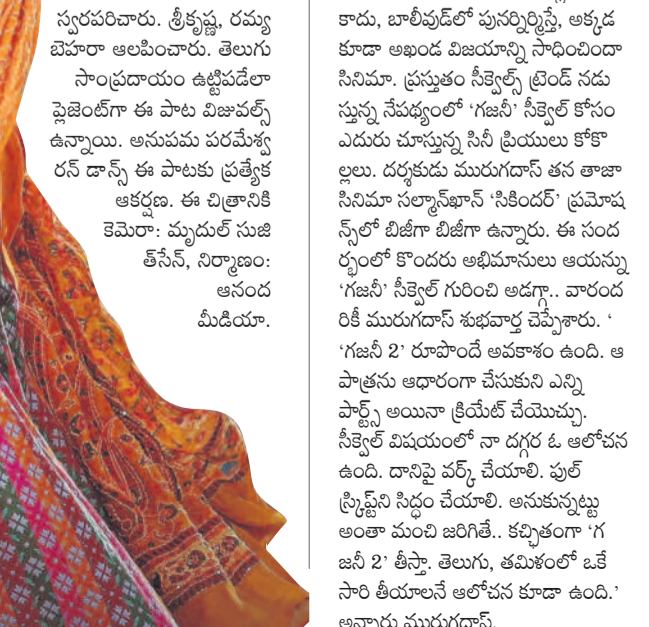 స్వరపరిచారు. శ్రీకృష్ణ, రమ్య
బెహరా ఆలపించారు. తెలుగు
సాంప్రదాయం ఉట్టిపడేలా
ప్లెజెంట్‌గా ఈ పాట విజువల్స్
ఉన్నాయి. అనుపమ పరమేశ్వ
రన్ డాన్స్ ఈ పాటకు ప్రత్యేక
ఆకర్షణ. ఈ చిత్రానికి
కెమెరా: మృదుల్ సుజి
త్‌సేన్, నిర్మాణం:
ఆనంద
మీడియా.
కాదు, బాలీవుడ్‌లో పునర్నిర్మిస్తే, అక్కడ
కూడా అఖండ విజయాన్ని సాధించిందా
సినిమా. ప్రస్తుతం సీక్వెల్స్ ట్రెండ్ నడు
స్తున్న నేపథ్యంలో ‘గజనీ’ సీక్వెల్ కోసం
ఎదురు చూస్తున్న సినీ ప్రియులు కోకొ
ల్లలు. దర్శకుడు మురుగదాస్ తన తాజా
సినిమా సల్మాన్‌ఖాన్ ‘సికిందర్’ ప్రమోష
న్స్‌లో బిజీగా బిజీగా ఉన్నారు. ఈ సంద
ర్భంలో కొందరు అభిమానులు ఆయన్ను
‘గజనీ’ సీక్వెల్ గురించి అడగ్గా.. వారంద
రికీ మురుగదాస్ శుభవార్త చెప్పేశారు. ‘
‘గజనీ 2’ రూపొందే అవకాశం ఉంది. ఆ
పాత్రను ఆధారంగా చేసుకుని ఎన్ని
పార్ట్స్ అయినా క్రియేట్ చేయొచ్చు.
సీక్వెల్ విషయంలో నా దగ్గర ఓ ఆలోచన
ఉంది. దానిపై వర్క్ చేయాలి. పుల్
స్క్రిప్ట్‌ని సిద్ధం చేయాలి. అనుకున్నట్టు
అంతా మంచి జరిగితే.. కచ్ఛితంగా ‘గ
జనీ 2’ తీస్తా. తెలుగు, తమిళంలో ఒకే
సారి తీయాలనే ఆలోచన కూడా ఉంది.’
అన్నారు మురుగదాస్.